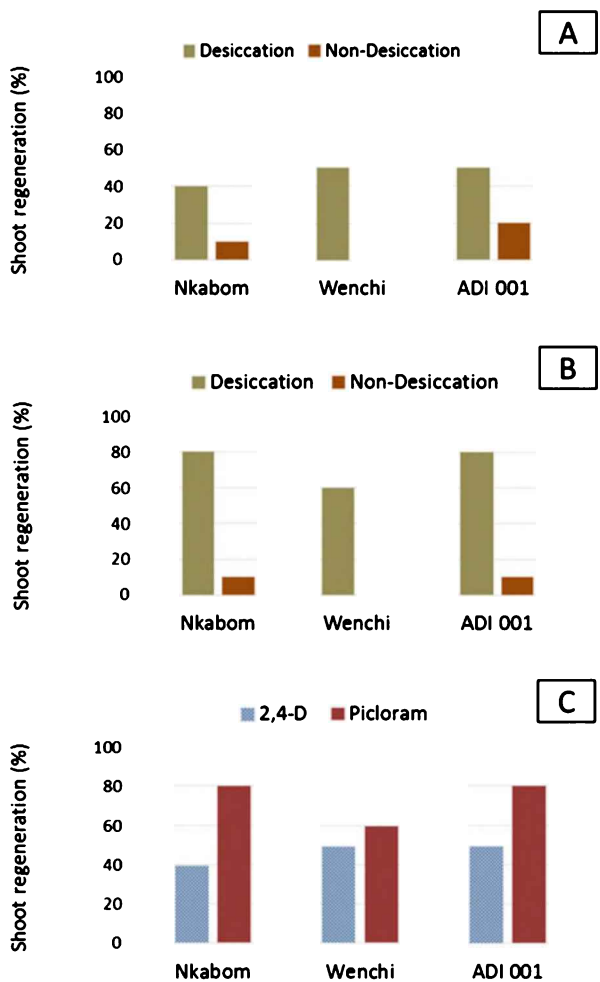 A
Desiccation Non-Desiccation
Shoot regeneration (%)
100
80
60
40
20
0
Nkabom Wenchi ADI 001
B
Desiccation Non-Desiccation
Shoot regeneration (%)
100
80
60
40
20
0
Nkabom Wenchi ADI 001
C
2,4-D Picloram
Shoot regeneration (%)
100
80
60
40
20
0
Nkabom Wenchi ADI 001